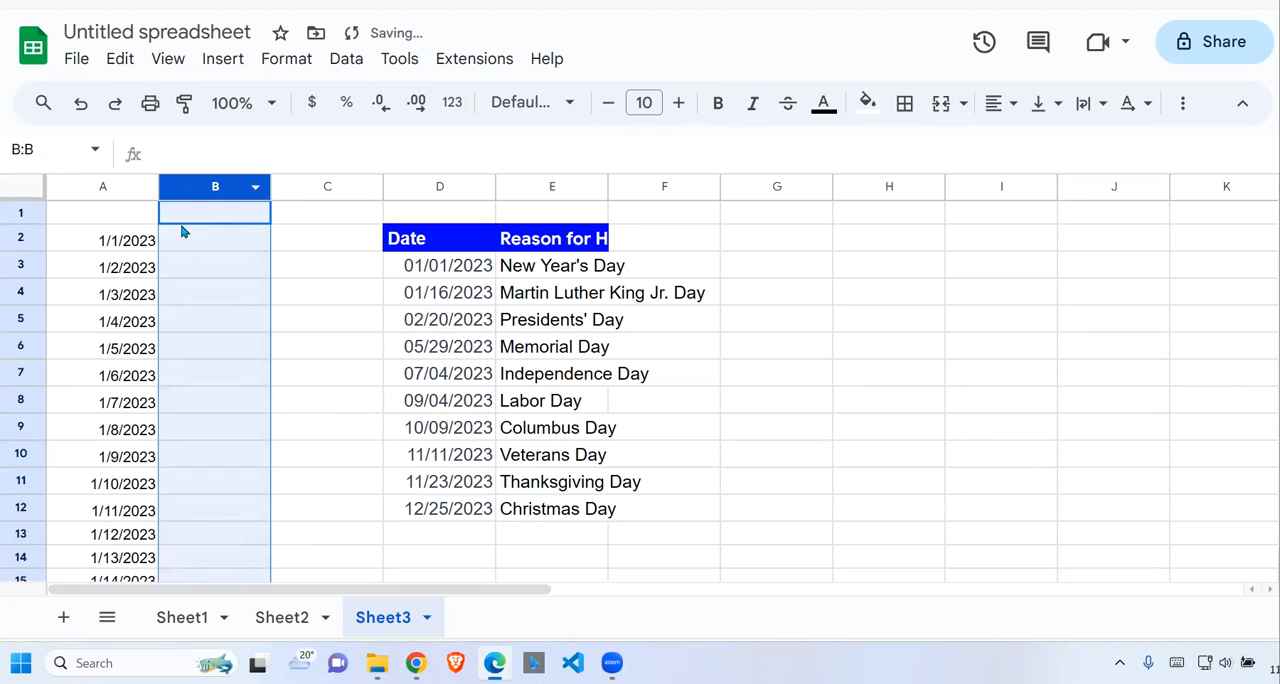 Untitled spreadsheet Saving... Share
File Edit View Insert Format Data Tools Extensions Help
100% $ % .0 .00 123 Defaul... 10 B I A A
B:B fx
A B C D E F G H I J K
1
2 1/1/2023 Date Reason for H
3 1/2/2023 01/01/2023 New Year's Day
4 1/3/2023 01/16/2023 Martin Luther King Jr. Day
5 1/4/2023 02/20/2023 Presidents' Day
6 1/5/2023 05/29/2023 Memorial Day
7 1/6/2023 07/04/2023 Independence Day
8 1/7/2023 09/04/2023 Labor Day
9 1/8/2023 10/09/2023 Columbus Day
10 1/9/2023 11/11/2023 Veterans Day
11 1/10/2023 11/23/2023 Thanksgiving Day
12 1/11/2023 12/25/2023 Christmas Day
13 1/12/2023
14 1/13/2023
15 1/14/2023
Sheet1 Sheet2 Sheet3
Search 20° zoom